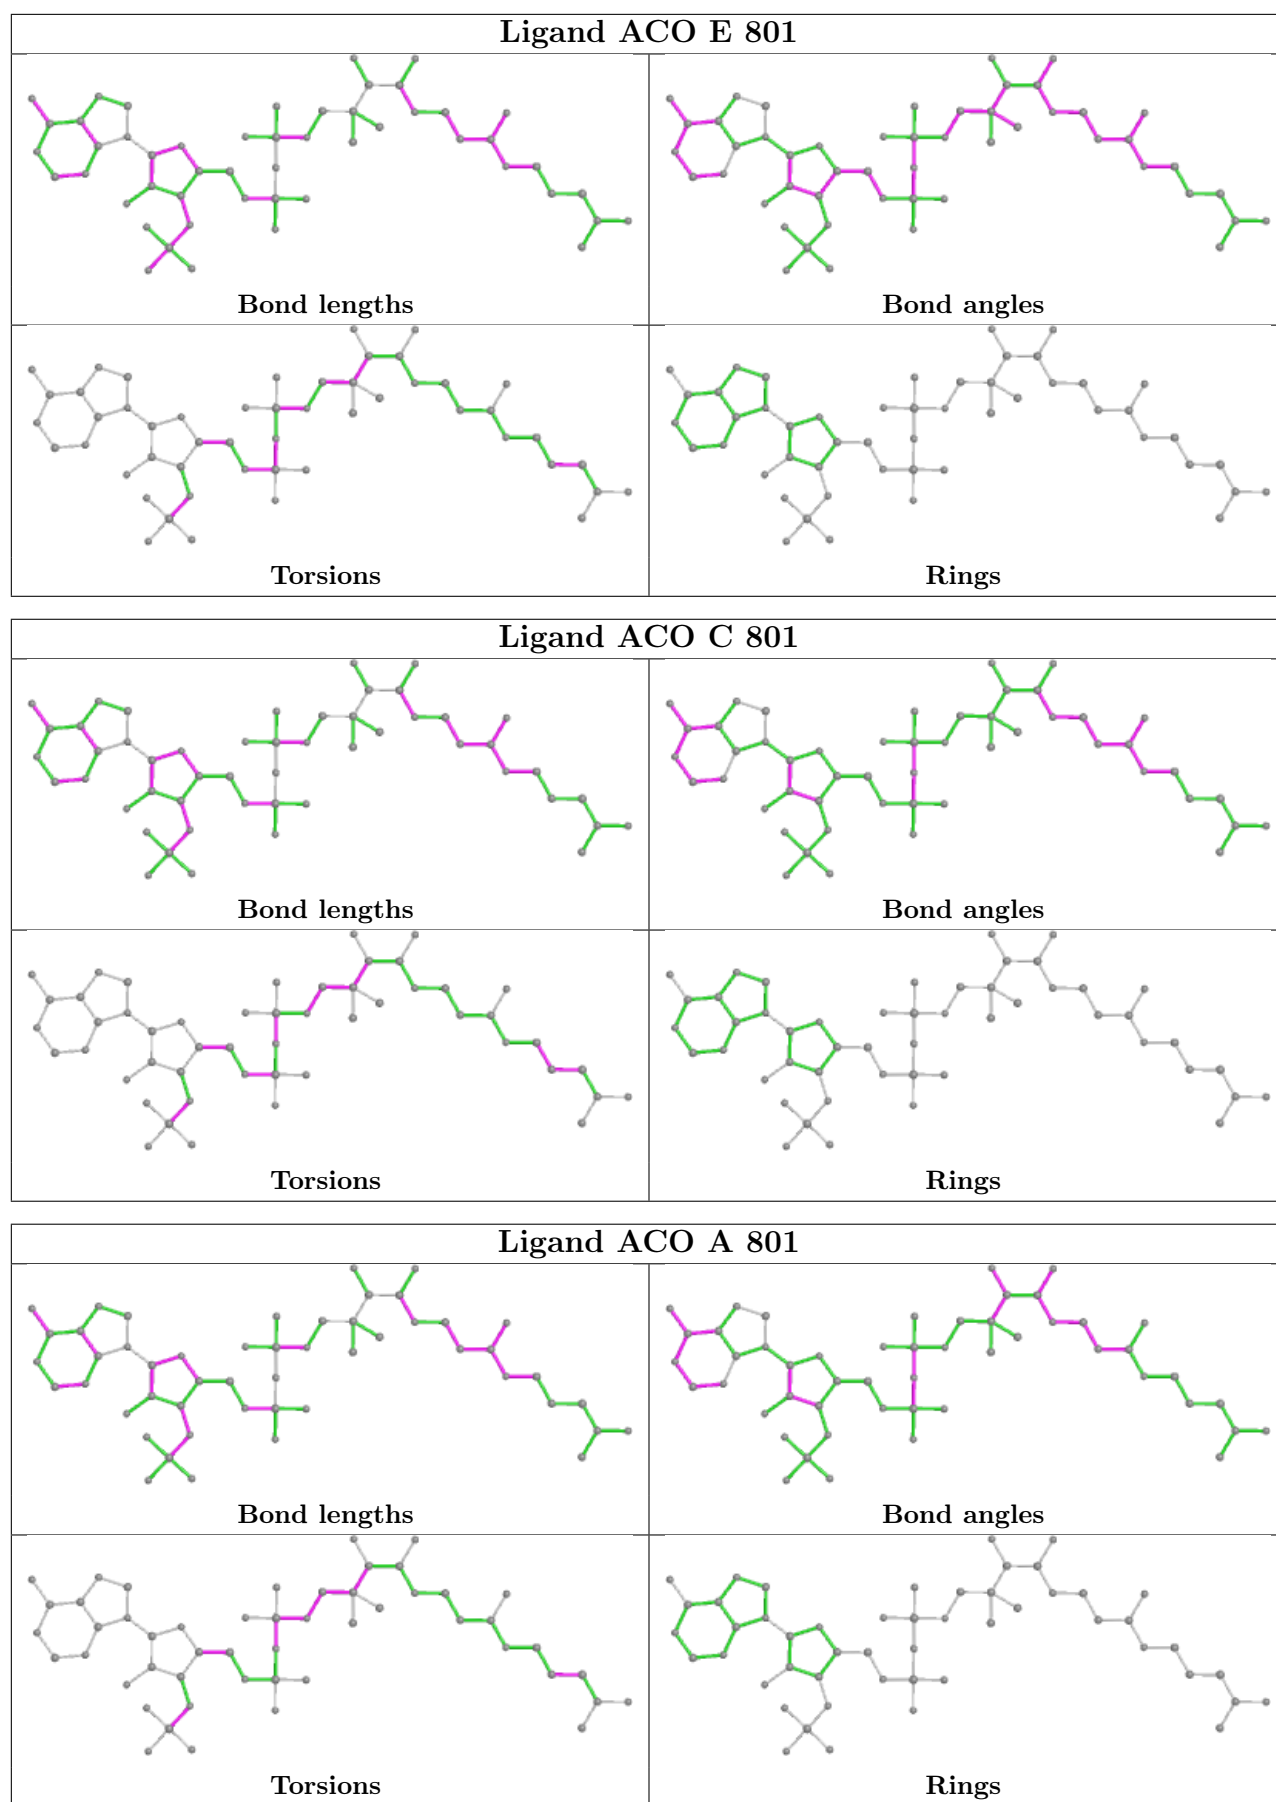 Ligand ACO E 801
Bond lengths
Bond angles
Torsions
Rings
Ligand ACO C 801
Bond lengths
Bond angles
Torsions
Rings
Ligand ACO A 801
Bond lengths
Bond angles
Torsions
Rings